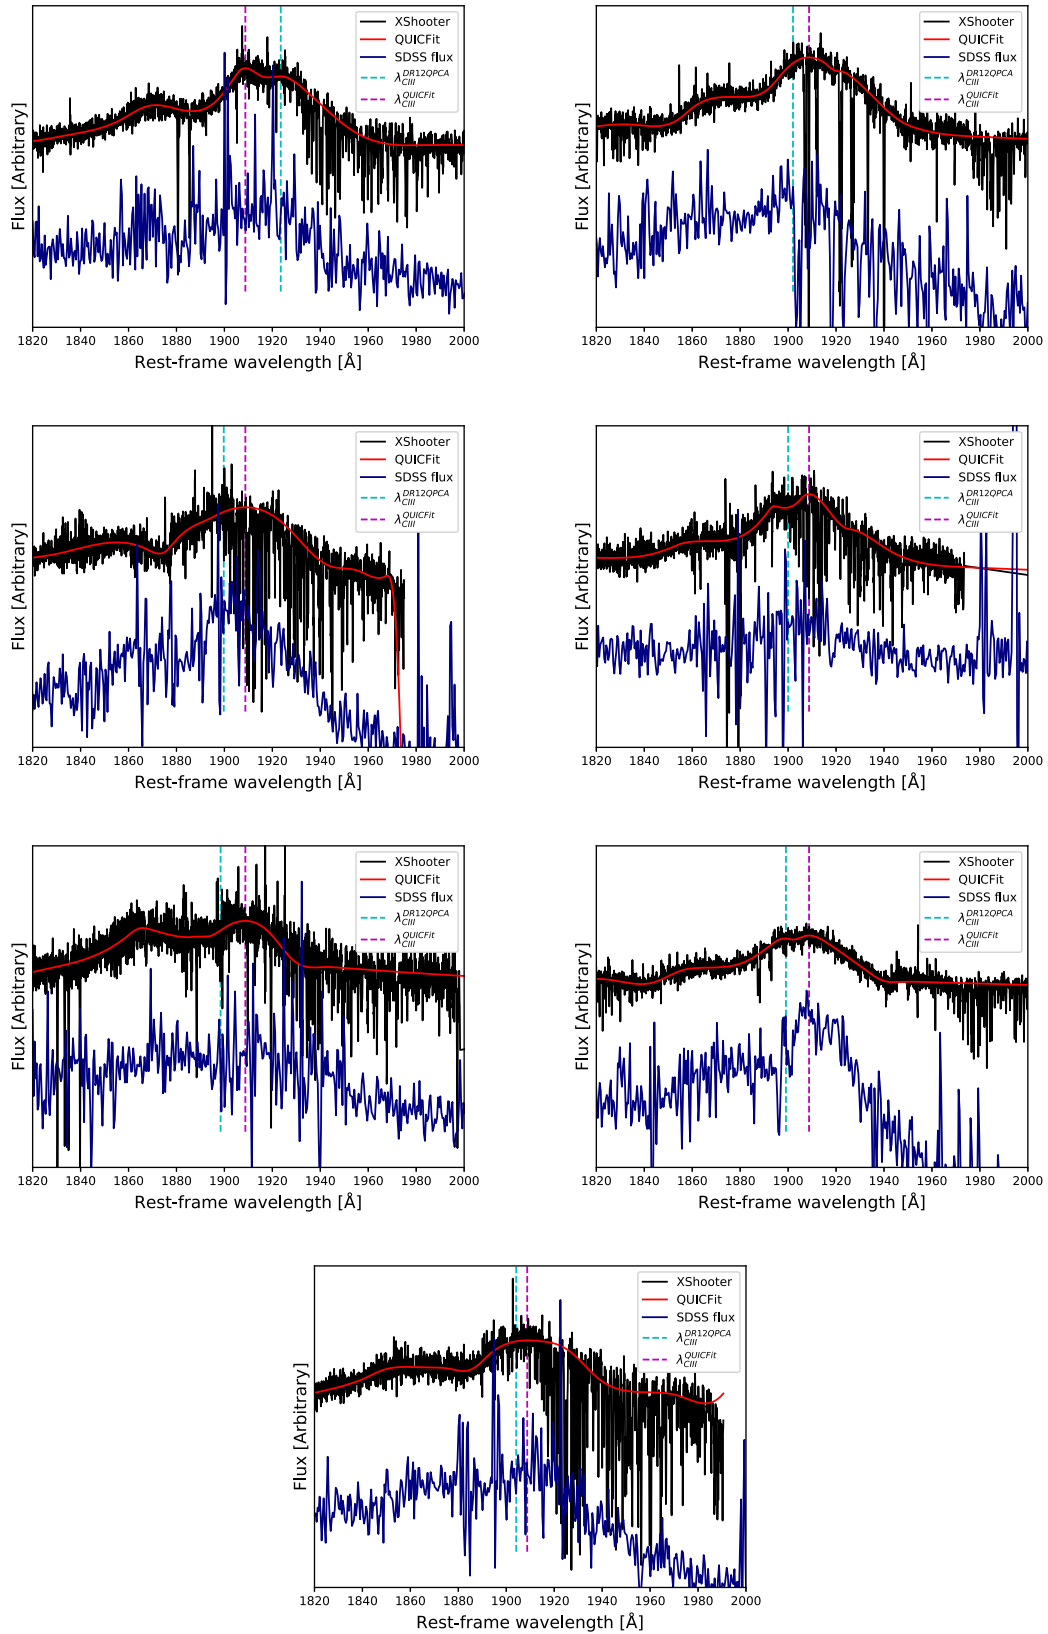 XShooter
QUICFit
SDSS flux
λ_CIII^DR12QPCA
λ_CIII^QUICFit
Flux [Arbitrary]
1820 1840 1860 1880 1900 1920 1940 1960 1980 2000
Rest-frame wavelength [Å]
XShooter
QUICFit
SDSS flux
λ_CIII^DR12QPCA
λ_CIII^QUICFit
Flux [Arbitrary]
1820 1840 1860 1880 1900 1920 1940 1960 1980 2000
Rest-frame wavelength [Å]
XShooter
QUICFit
SDSS flux
λ_CIII^DR12QPCA
λ_CIII^QUICFit
Flux [Arbitrary]
1820 1840 1860 1880 1900 1920 1940 1960 1980 2000
Rest-frame wavelength [Å]
XShooter
QUICFit
SDSS flux
λ_CIII^DR12QPCA
λ_CIII^QUICFit
Flux [Arbitrary]
1820 1840 1860 1880 1900 1920 1940 1960 1980 2000
Rest-frame wavelength [Å]
XShooter
QUICFit
SDSS flux
λ_CIII^DR12QPCA
λ_CIII^QUICFit
Flux [Arbitrary]
1820 1840 1860 1880 1900 1920 1940 1960 1980 2000
Rest-frame wavelength [Å]
XShooter
QUICFit
SDSS flux
λ_CIII^DR12QPCA
λ_CIII^QUICFit
Flux [Arbitrary]
1820 1840 1860 1880 1900 1920 1940 1960 1980 2000
Rest-frame wavelength [Å]
XShooter
QUICFit
SDSS flux
λ_CIII^DR12QPCA
λ_CIII^QUICFit
Flux [Arbitrary]
1820 1840 1860 1880 1900 1920 1940 1960 1980 2000
Rest-frame wavelength [Å]